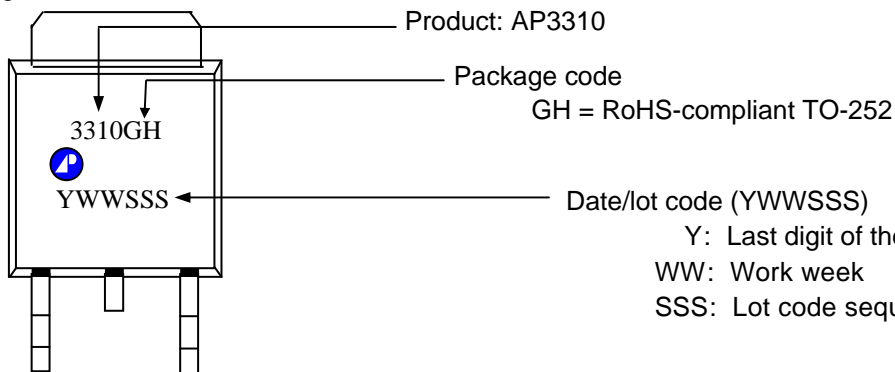 Product: AP3310
Package code
GH = RoHS-compliant TO-252
3310GH
YWWSSS
Date/lot code (YWWSSS)
Y: Last digit of the
WW: Work week
SSS: Lot code